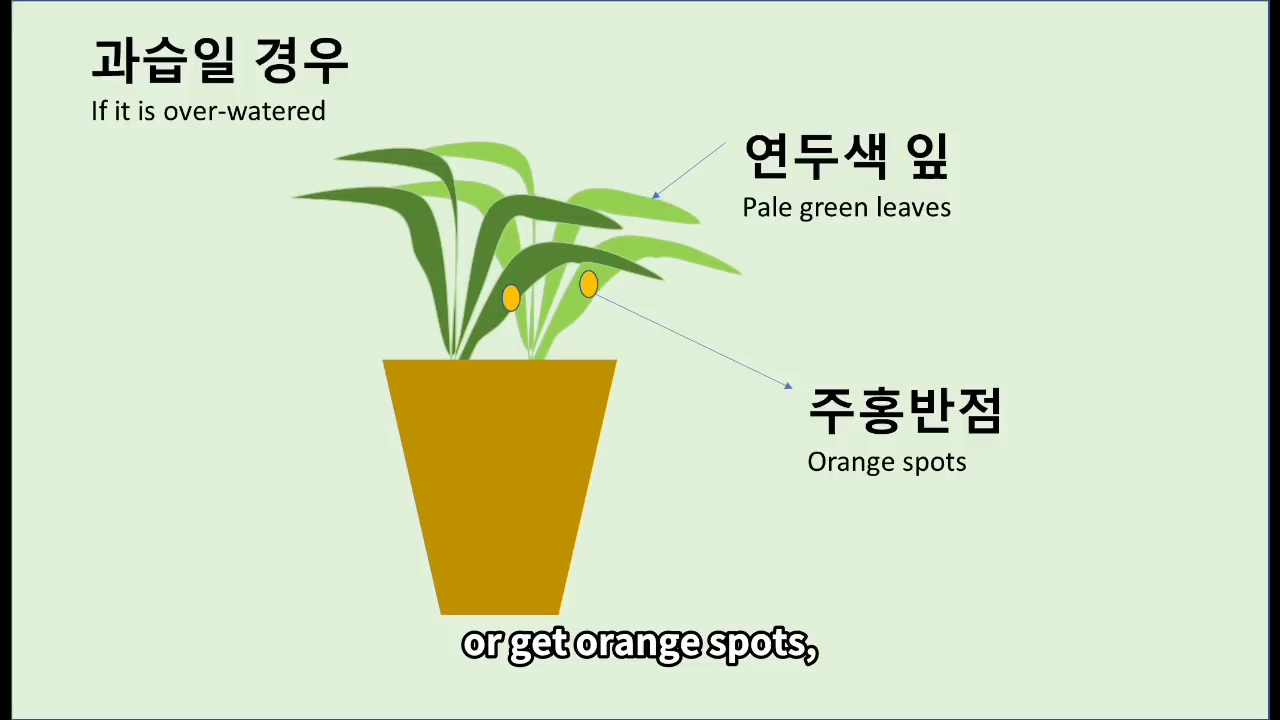 과습일 경우
If it is over-watered
연두색 잎
Pale green leaves
주홍반점
Orange spots
or get orange spots,